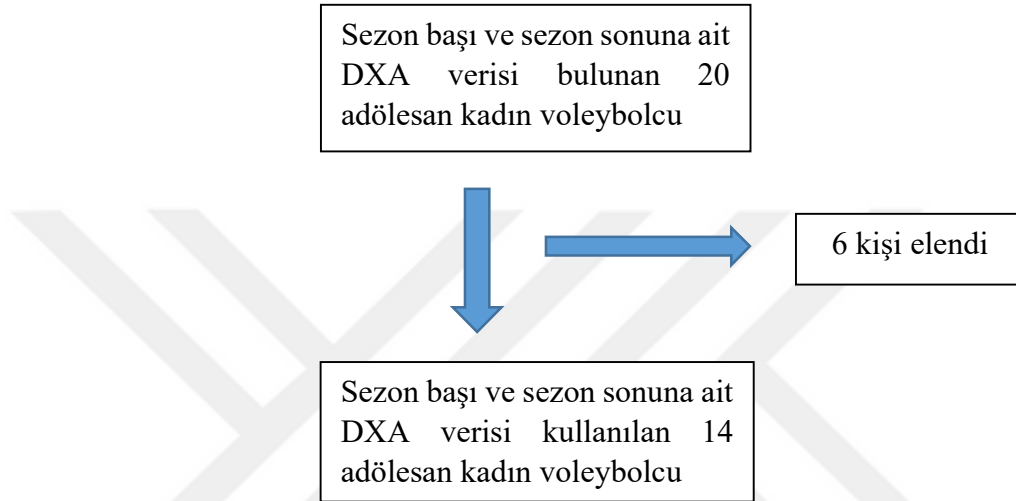 Sezon başı ve sezon sonuna ait
DXA verisi bulunan 20
adölesan kadın voleybolcu
6 kişi elendi
Sezon başı ve sezon sonuna ait
DXA verisi kullanılan 14
adölesan kadın voleybolcu